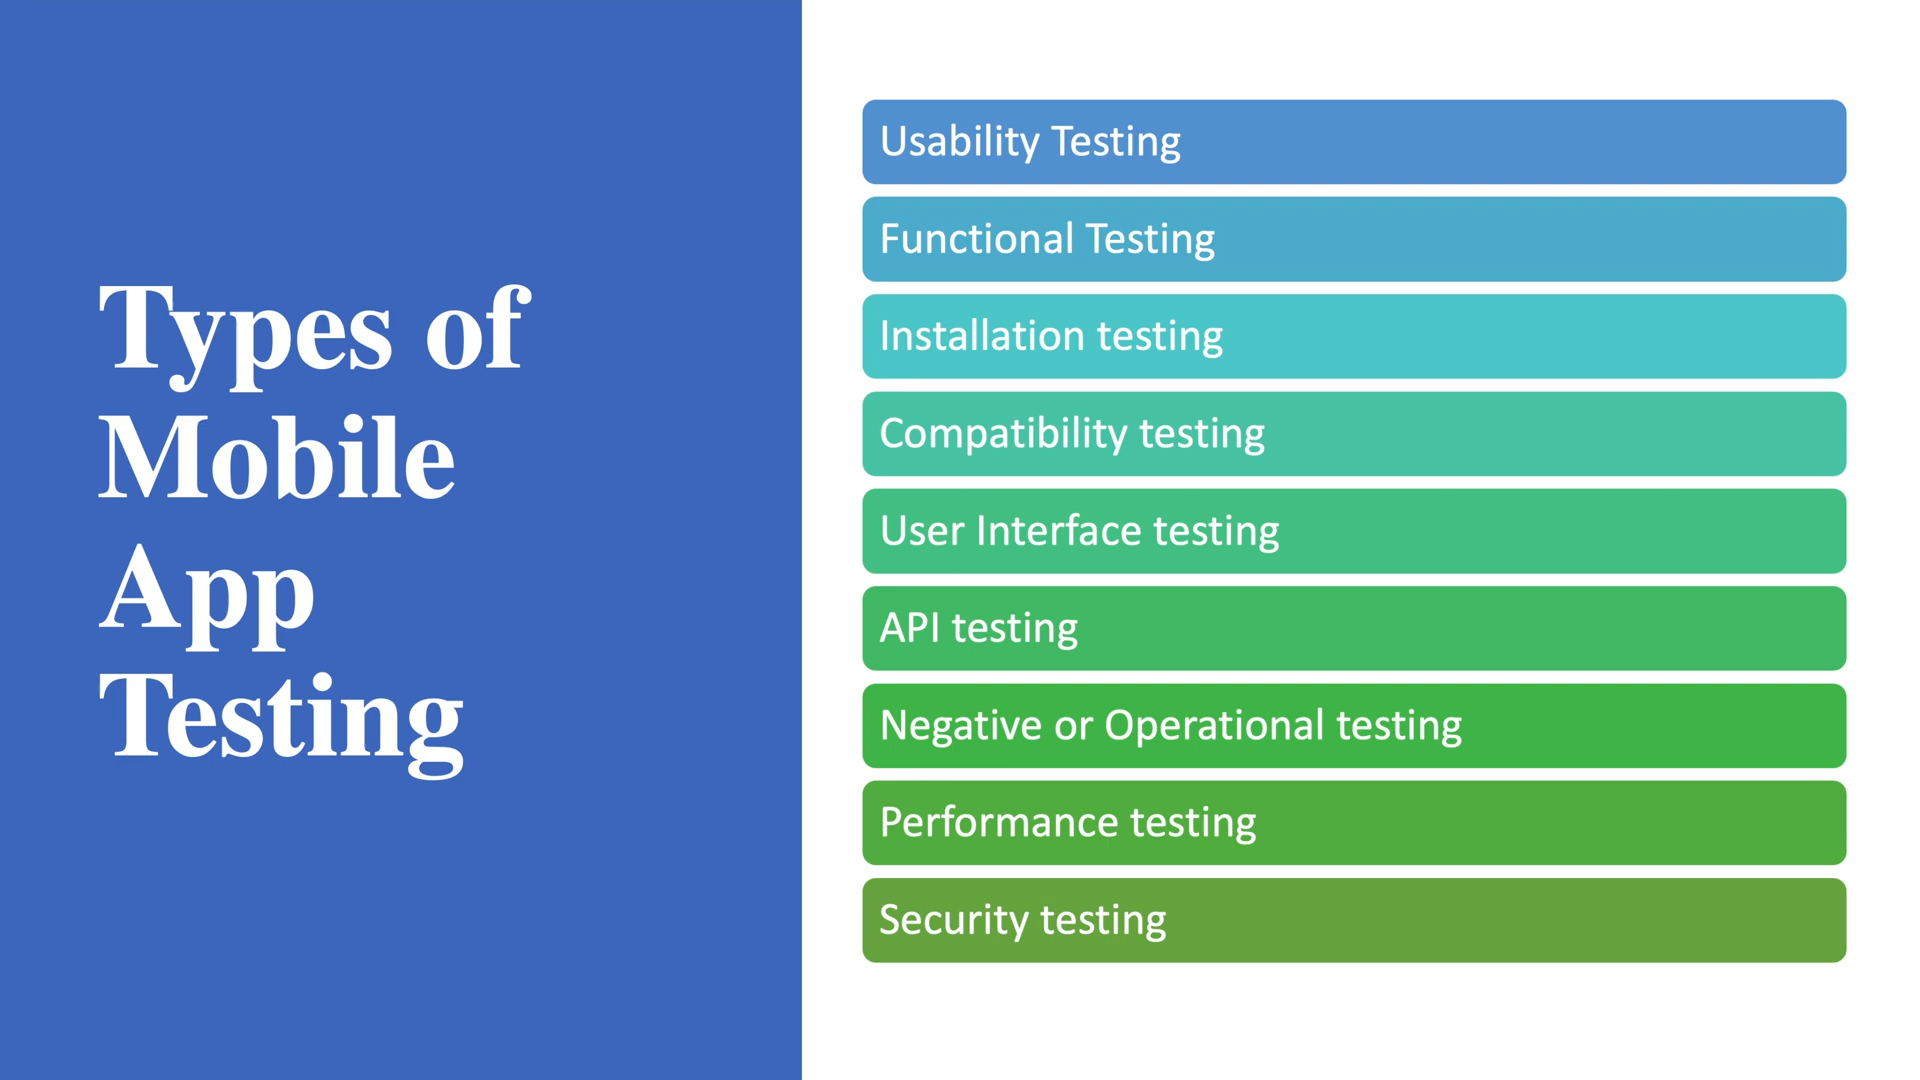 Types of
Mobile
App
Testing
Usability Testing
Functional Testing
Installation testing
Compatibility testing
User Interface testing
API testing
Negative or Operational testing
Performance testing
Security testing